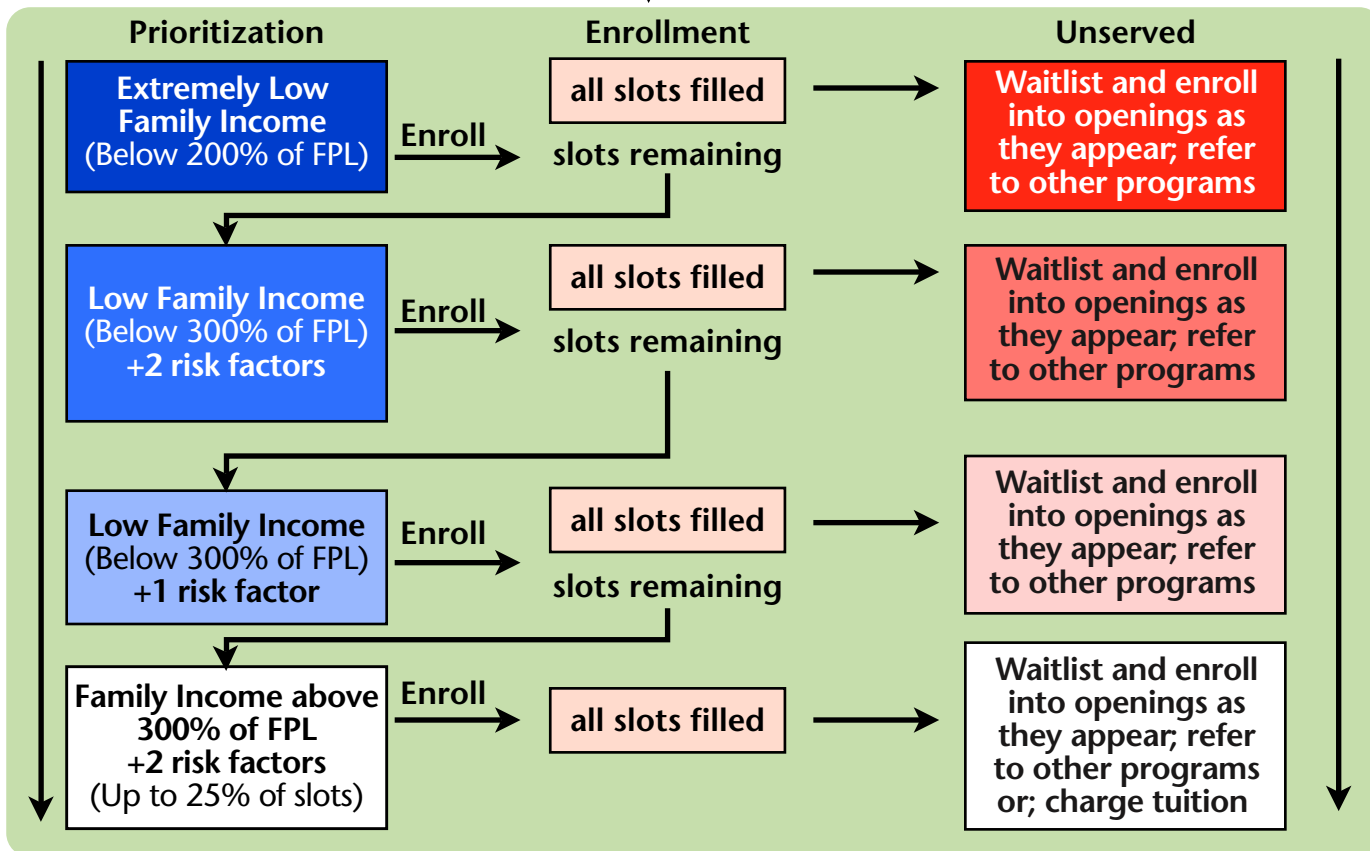 Prioritization
Enrollment
Unserved
Extremely Low
Family Income
(Below 200% of FPL)
Enroll
all slots filled
slots remaining
Waitlist and enroll
into openings as
they appear; refer
to other programs
Low Family Income
(Below 300% of FPL)
+2 risk factors
Enroll
all slots filled
slots remaining
Waitlist and enroll
into openings as
they appear; refer
to other programs
Low Family Income
(Below 300% of FPL)
+1 risk factor
Enroll
all slots filled
slots remaining
Waitlist and enroll
into openings as
they appear; refer
to other programs
Family Income above
300% of FPL
+2 risk factors
(Up to 25% of slots)
Enroll
all slots filled
Waitlist and enroll
into openings as
they appear; refer
to other programs
or; charge tuition